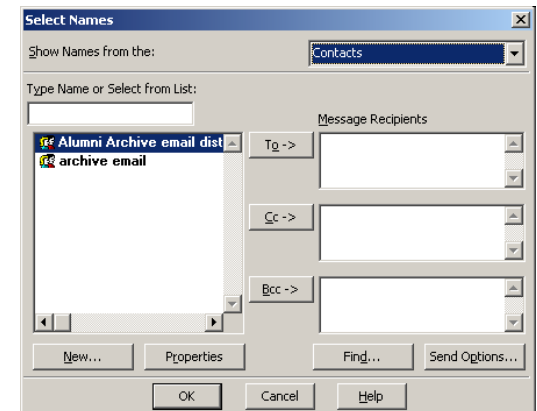 Select Names
Show Names from the:
Contacts
Type Name or Select from List:
Message Recipients
Alumni Archive email dist
archive email
To ->
Cc ->
Bcc ->
New...
Properties
Find...
Send Options...
OK
Cancel
Help